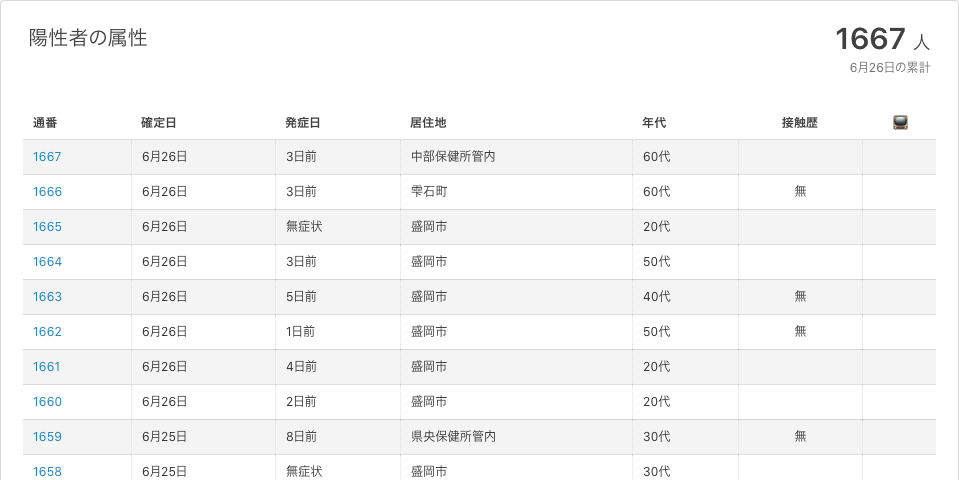 陽性者の属性
1667 人
6月26日の累計
通番 確定日 発症日 居住地 年代 接触歴
1667 6月26日 3日前 中部保健所管内 60代
1666 6月26日 3日前 雫石町 60代 無
1665 6月26日 無症状 盛岡市 20代
1664 6月26日 3日前 盛岡市 50代
1663 6月26日 5日前 盛岡市 40代 無
1662 6月26日 1日前 盛岡市 50代 無
1661 6月26日 4日前 盛岡市 20代
1660 6月26日 2日前 盛岡市 20代
1659 6月25日 8日前 県央保健所管内 30代 無
1658 6月25日 無症状 盛岡市 30代